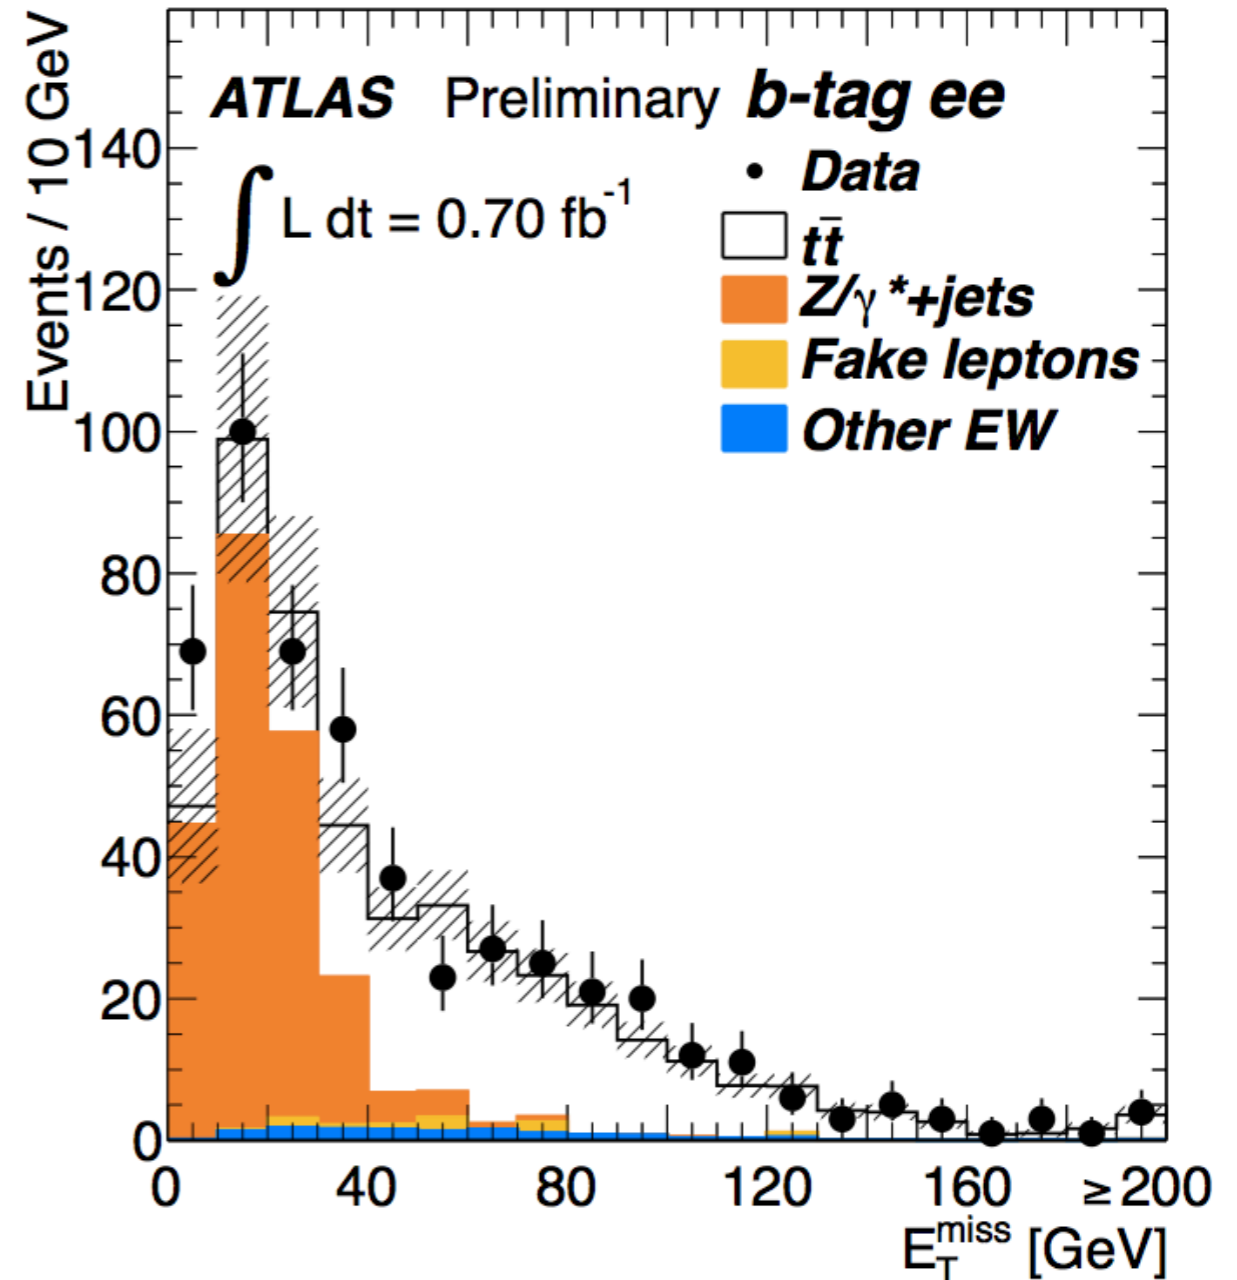 ATLAS Preliminary b-tag ee
∫ L dt = 0.70 fb⁻¹
Data
tt̄
Z/γ*+jets
Fake leptons
Other EW
Events / 10 GeV
140
120
100
80
60
40
20
0
0 40 80 120 160 ≥200
E_T^miss [GeV]